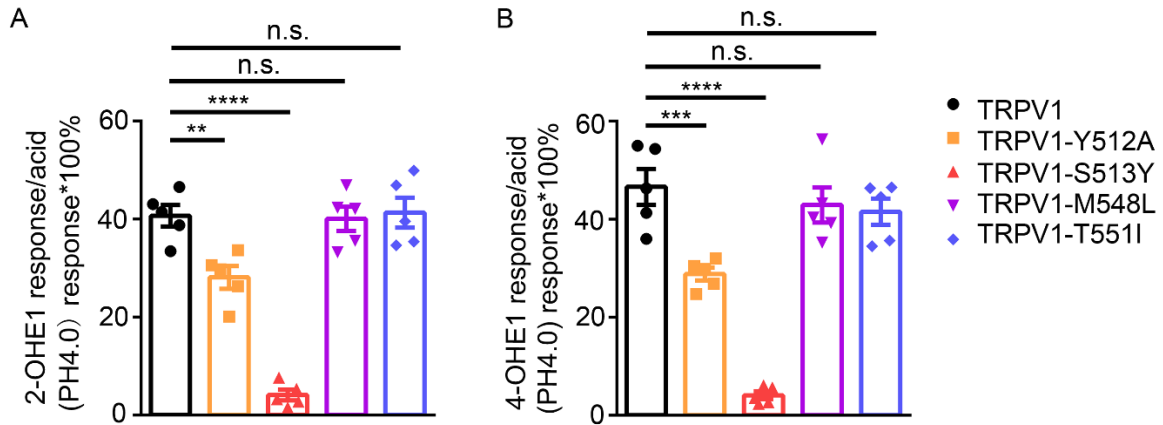 A
n.s.
n.s.
****
**
60
40
20
0
2-OHE1 response/acid
(PH4.0) response*100%
B
n.s.
n.s.
****
***
60
40
20
0
4-OHE1 response/acid
(PH4.0) response*100%
TRPV1
TRPV1-Y512A
TRPV1-S513Y
TRPV1-M548L
TRPV1-T551I